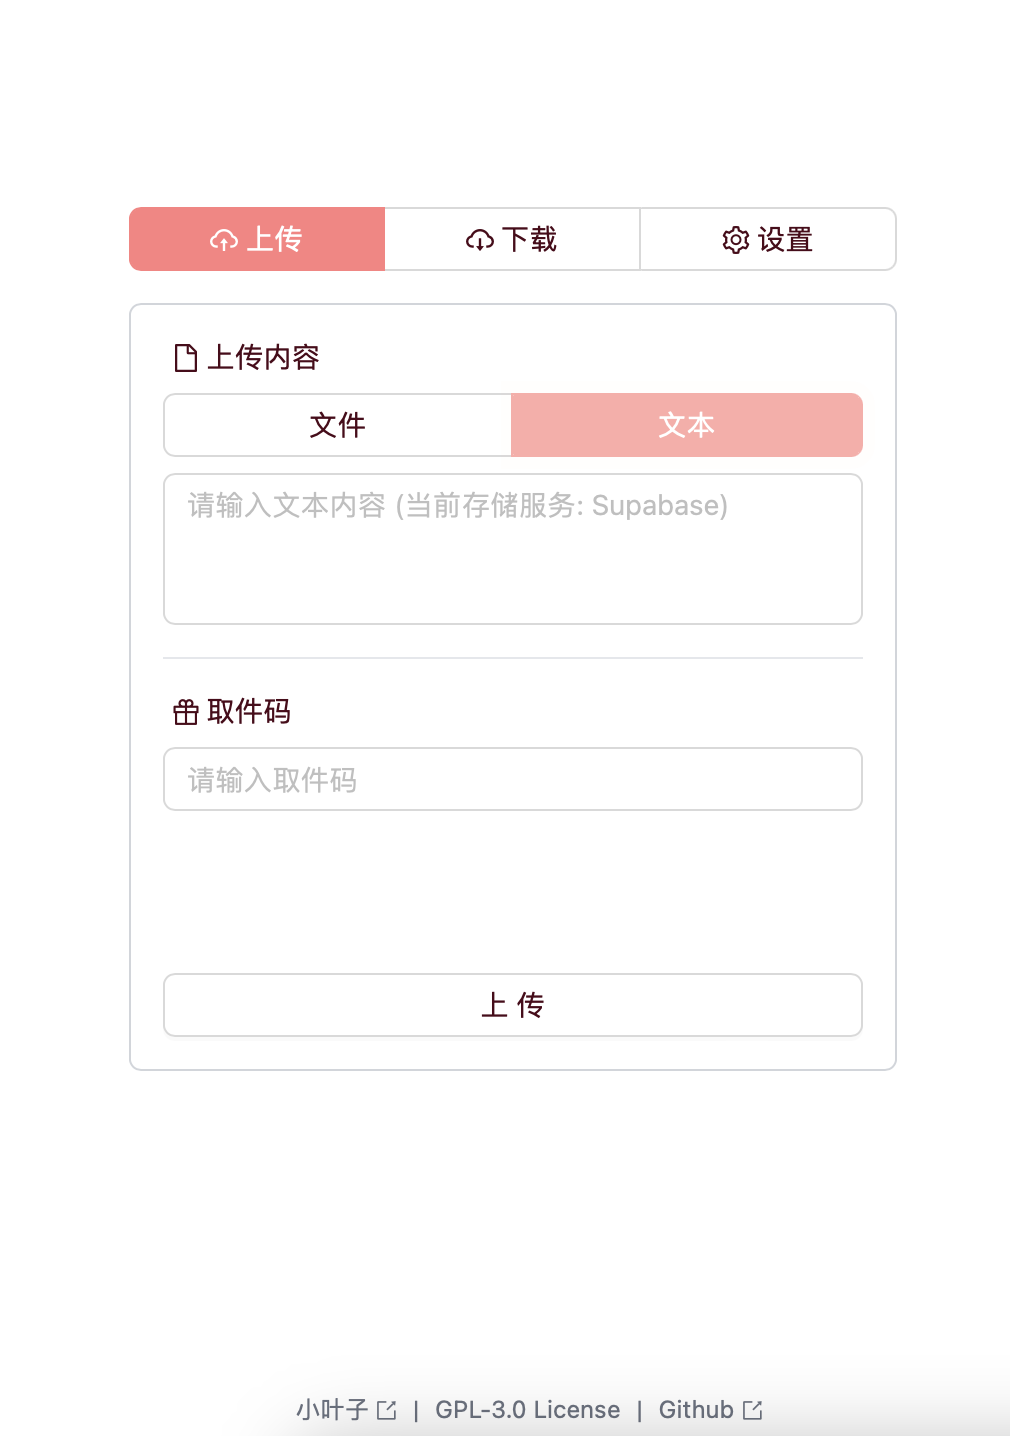 上传 下载 设置
上传内容
文件 文本
请输入文本内容 (当前存储服务: Supabase)
取件码
请输入取件码
上 传
小叶子 | GPL-3.0 License | Github